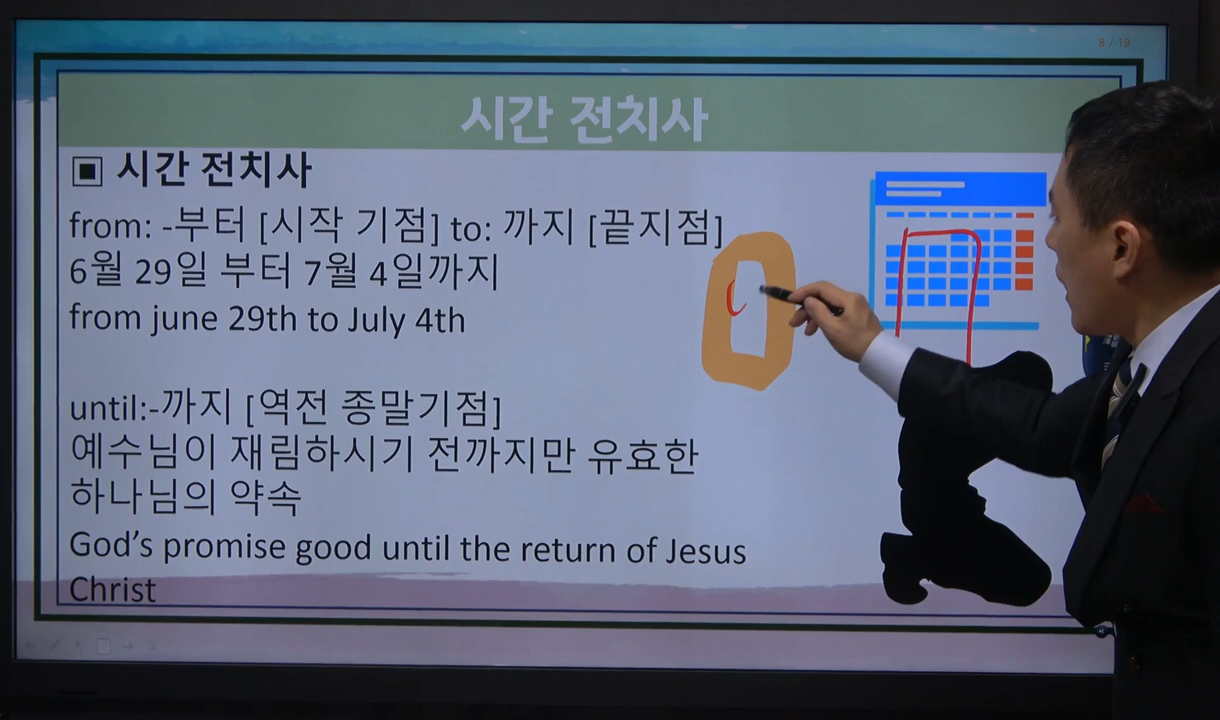 8 / 19
시간 전치사
▣ 시간 전치사
from: -부터 [시작 기점] to: 까지 [끝지점]
6월 29일 부터 7월 4일까지
from june 29th to July 4th
until:-까지 [역전 종말기점]
예수님이 재림하시기 전까지만 유효한
하나님의 약속
God's promise good until the return of Jesus
Christ